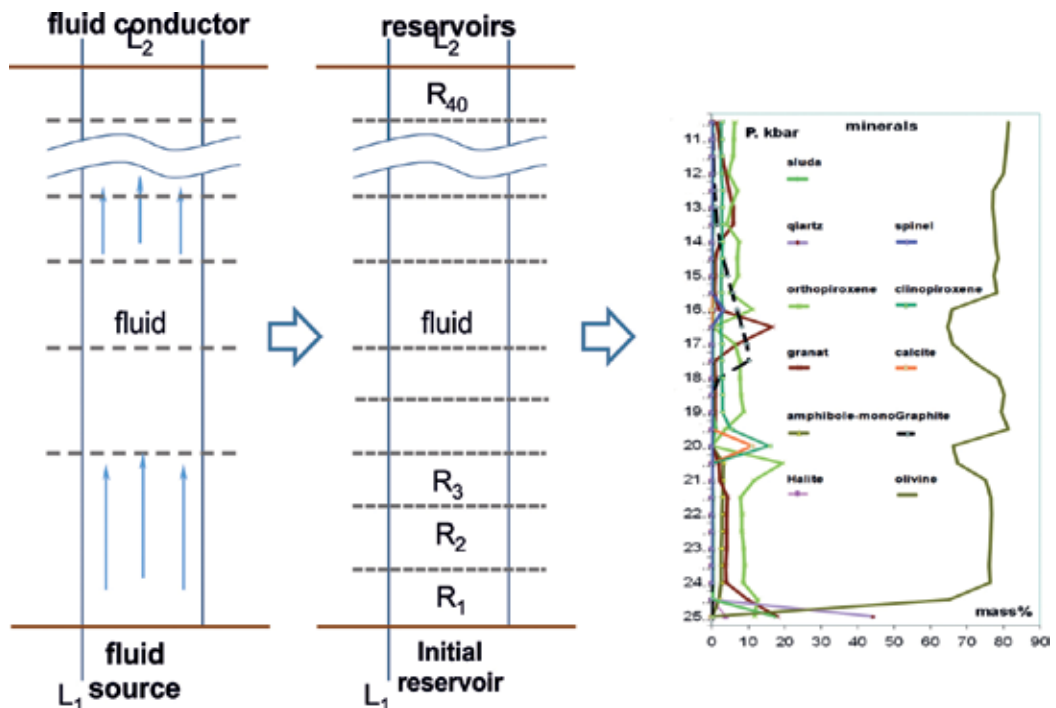 fluid conductor
L2
fluid
fluid
source
L1
reservoirs
L2
R40
fluid
R3
R2
R1
Initial
reservoir
L1
P. kbar
minerals
sluda
qiartz
spinel
orthopiroxene
clinopiroxene
granat
calcite
amphibole-mono
Graphite
Halite
olivine
11.
12.
13.
14.
15.
16.
17.
18.
19.
20.
21.
22.
23.
24.
25.
mass%
0 10 20 30 40 50 60 70 80 90